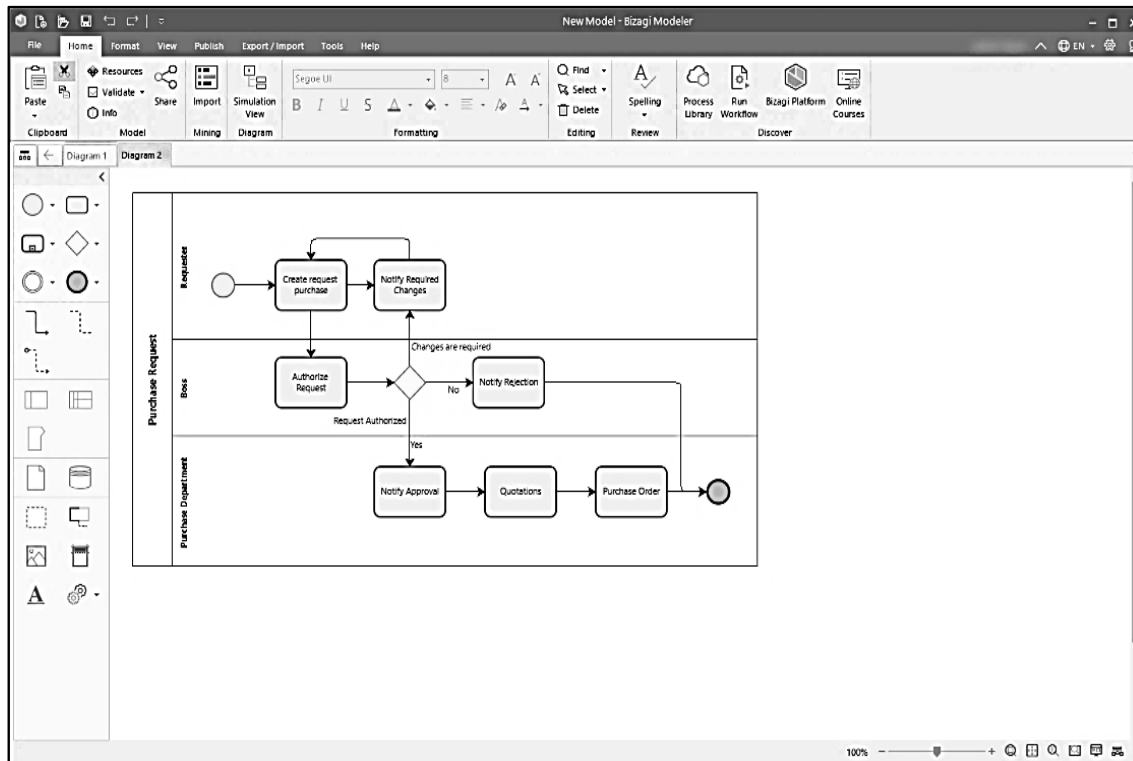 New Model - Bizagi Modeler
File Home Format View Publish Export / Import Tools Help
EN
Paste
Resources
Validate
Info
Share
Import
Simulation
View
Segoe UI
8
B I U S A
Find
Select
Delete
Spelling
Process
Library
Run
Workflow
Bizagi Platform
Online
Courses
Clipboard Model Mining Diagram Formatting Editing Review Discover
Diagram 1 Diagram 2
Purchase Request
Requester
Create request
purchase
Notify Required
Changes
Changes are required
Boss
Authorize
Request
No
Notify Rejection
Request Authorized
Yes
Purchase Department
Notify Approval
Quotations
Purchase Order
A
100%